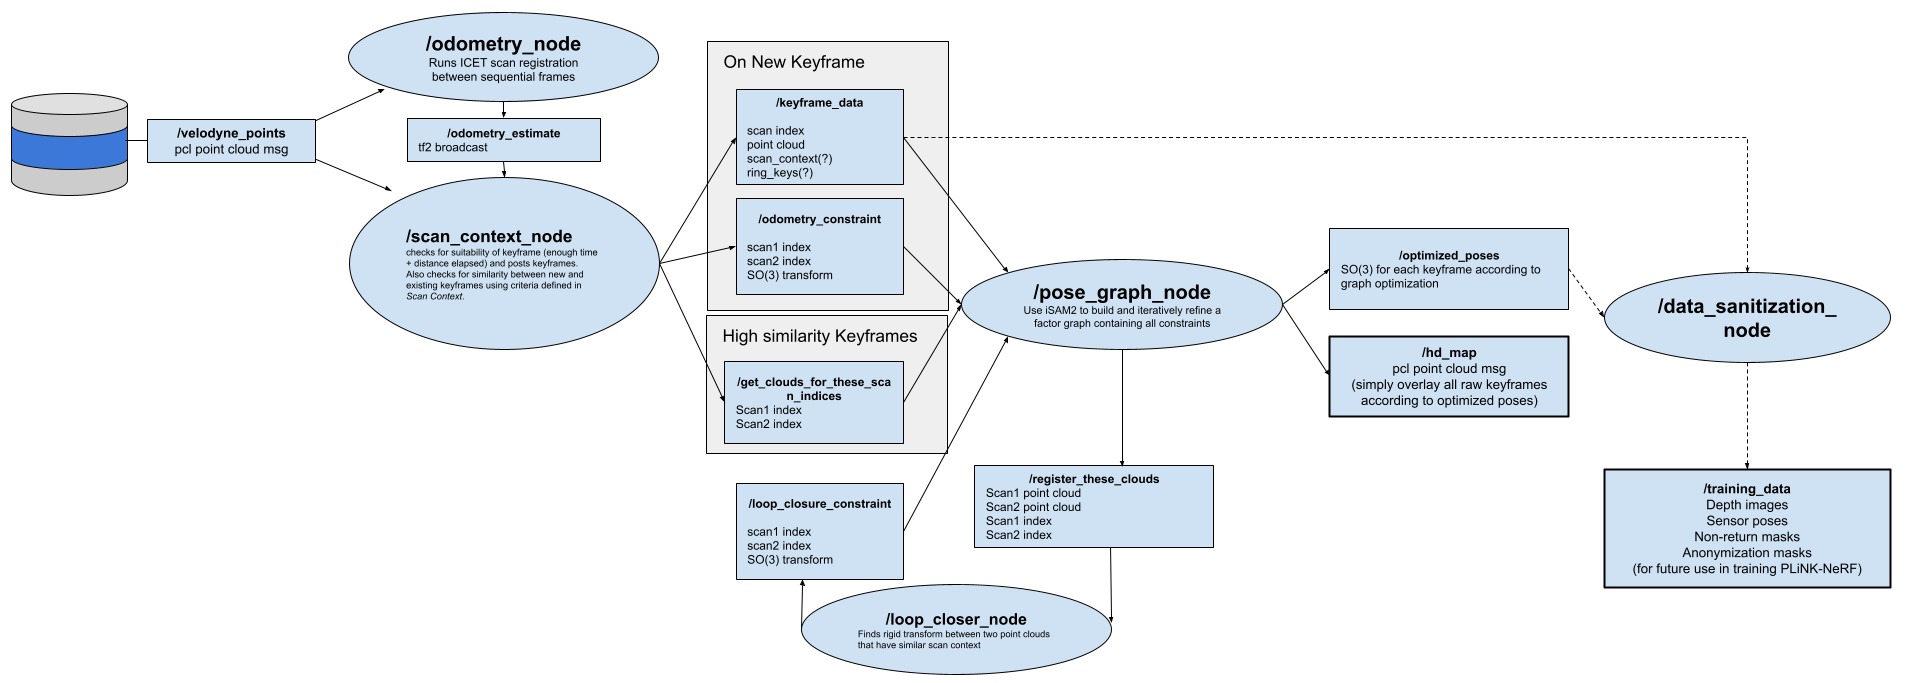 /odometry_node
Runs ICET scan registration
between sequential frames
/velodyne_points
pcl point cloud msg
/odometry_estimate
tf2 broadcast
/scan_context_node
checks for suitability of keyframe (enough time
+ distance elapsed) and posts keyframes.
Also checks for similarity between new and
existing keyframes using criteria defined in
Scan Context.
On New Keyframe
/keyframe_data
scan index
point cloud
scan_context(?)
ring_keys(?)
/odometry_constraint
scan1 index
scan2 index
SO(3) transform
High similarity Keyframes
/get_clouds_for_these_sca
n_indices
Scan1 index
Scan2 index
/loop_closure_constraint
scan1 index
scan2 index
SO(3) transform
/loop_closer_node
Finds rigid transform between two point clouds
that have similar scan context
/pose_graph_node
Use iSAM2 to build and iteratively refine a
factor graph containing all constraints
/register_these_clouds
Scan1 point cloud
Scan2 point cloud
Scan1 index
Scan2 index
/optimized_poses
SO(3) for each keyframe according to
graph optimization
/hd_map
pcl point cloud msg
(simply overlay all raw keyframes
according to optimized poses)
/data_sanitization_
node
/training_data
Depth images
Sensor poses
Non-return masks
Anonymization masks
(for future use in training PLiNK-NeRF)